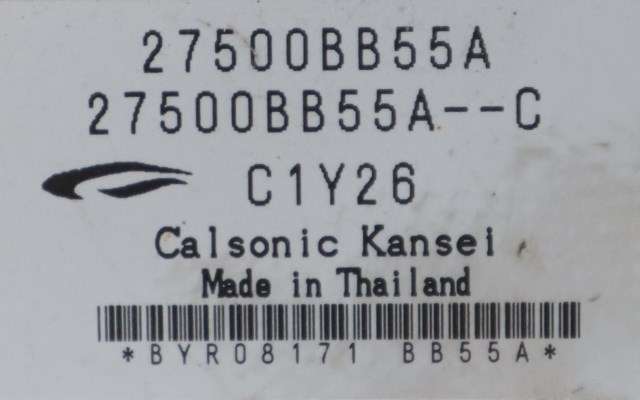 27500BB55A
27500BB55A--C
C1Y26
Calsonic Kansei
Made in Thailand
*BYR08171 BB55A*